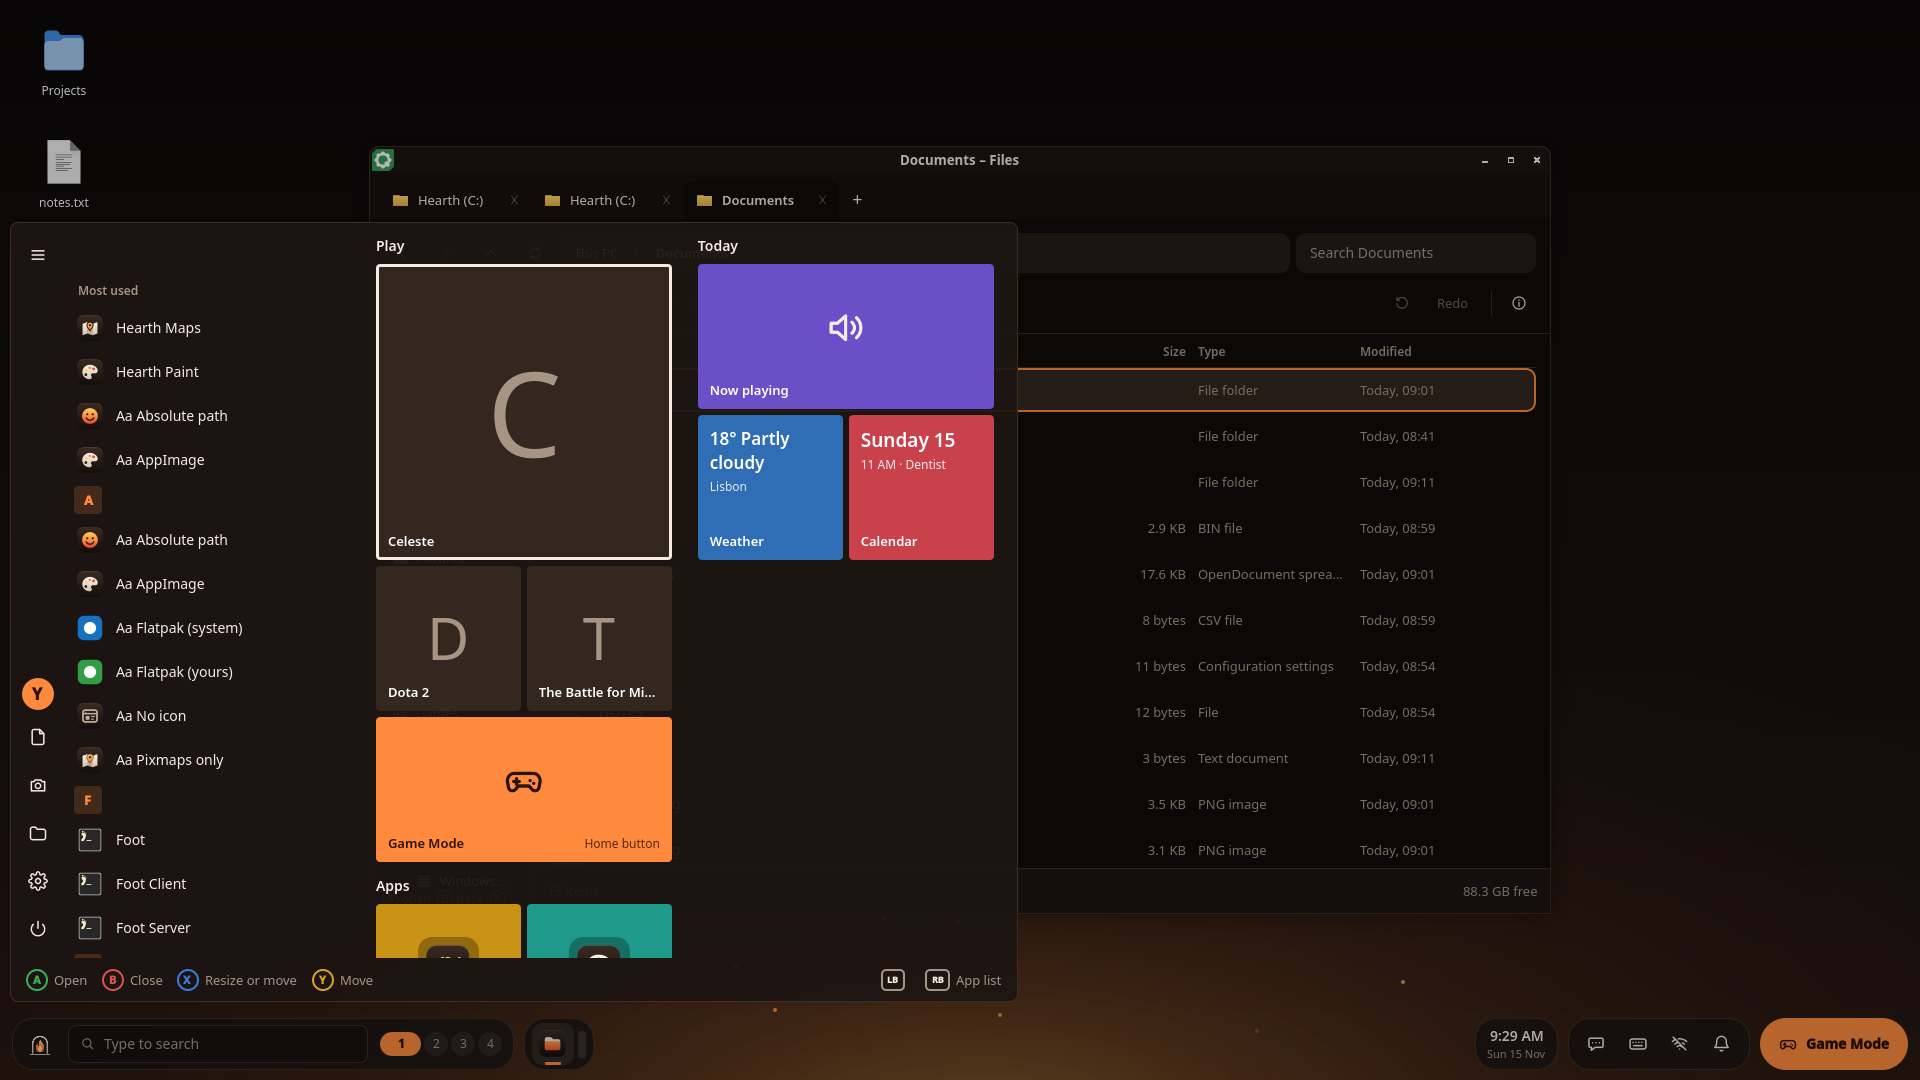 Projects
notes.txt
Documents – Files
Hearth (C:) X
Hearth (C:) X
Documents X
+
This PC › Documents
Search Documents
Redo
Size Type Modified
File folder Today, 09:01
File folder Today, 08:41
File folder Today, 09:11
2.9 KB BIN file Today, 08:59
17.6 KB OpenDocument sprea... Today, 09:01
8 bytes CSV file Today, 08:59
11 bytes Configuration settings Today, 08:54
12 bytes File Today, 08:54
3 bytes Text document Today, 09:11
3.5 KB PNG image Today, 09:01
3.1 KB PNG image Today, 09:01
88.3 GB free
Most used
Hearth Maps
Hearth Paint
Aa Absolute path
Aa AppImage
A
Aa Absolute path
Aa AppImage
Aa Flatpak (system)
Aa Flatpak (yours)
Aa No icon
Aa Pixmaps only
F
Foot
Foot Client
Foot Server
Y
Play
C
Celeste
D
Dota 2
T
The Battle for Mi...
Game Mode Home button
Apps
Windows ...
15 items
Today
Now playing
18° Partly
cloudy
Lisbon
Weather
Sunday 15
11 AM · Dentist
Calendar
A Open B Close X Resize or move Y Move
LB RB App list
Type to search
1 2 3 4
9:29 AM
Sun 15 Nov
Game Mode